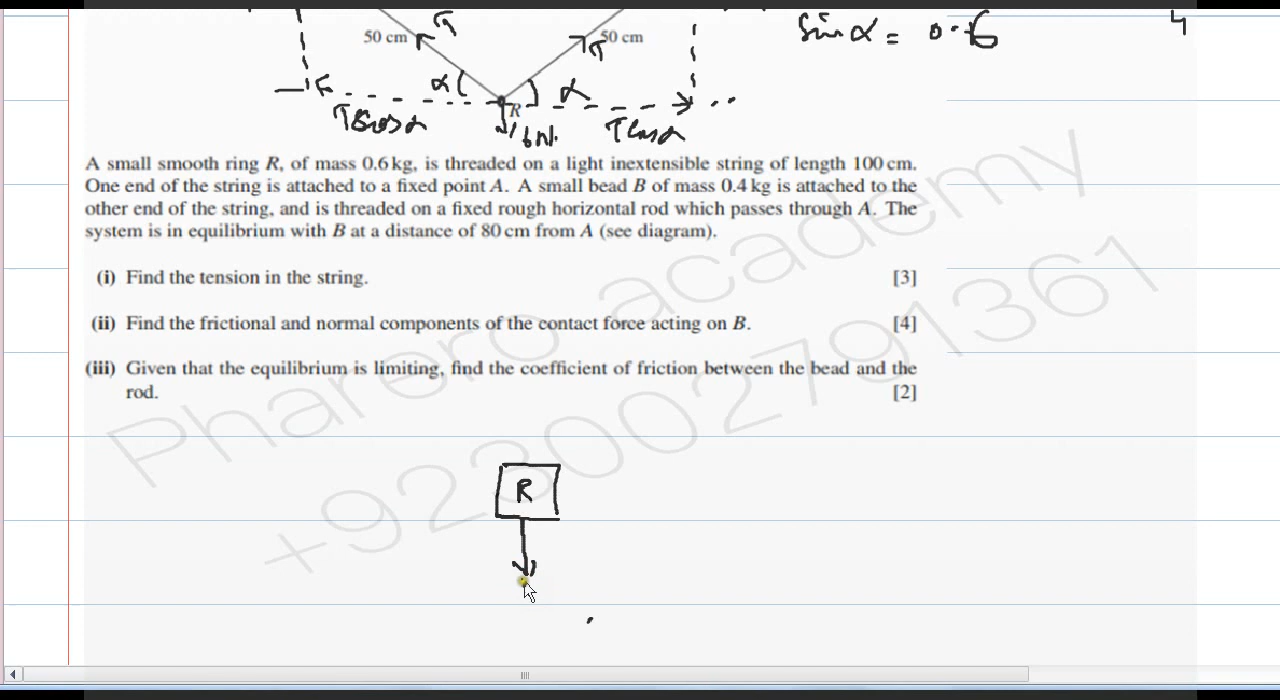 sin α = 0.6
4
T
50 cm
T
50 cm
α
α
R
Tcosα
6N
Tcosα
A small smooth ring R, of mass 0.6 kg, is threaded on a light inextensible string of length 100 cm.
One end of the string is attached to a fixed point A. A small bead B of mass 0.4 kg is attached to the
other end of the string, and is threaded on a fixed rough horizontal rod which passes through A. The
system is in equilibrium with B at a distance of 80 cm from A (see diagram).
(i) Find the tension in the string. [3]
(ii) Find the frictional and normal components of the contact force acting on B. [4]
(iii) Given that the equilibrium is limiting, find the coefficient of friction between the bead and the
rod. [2]
Pharero academy
+923002791361
R